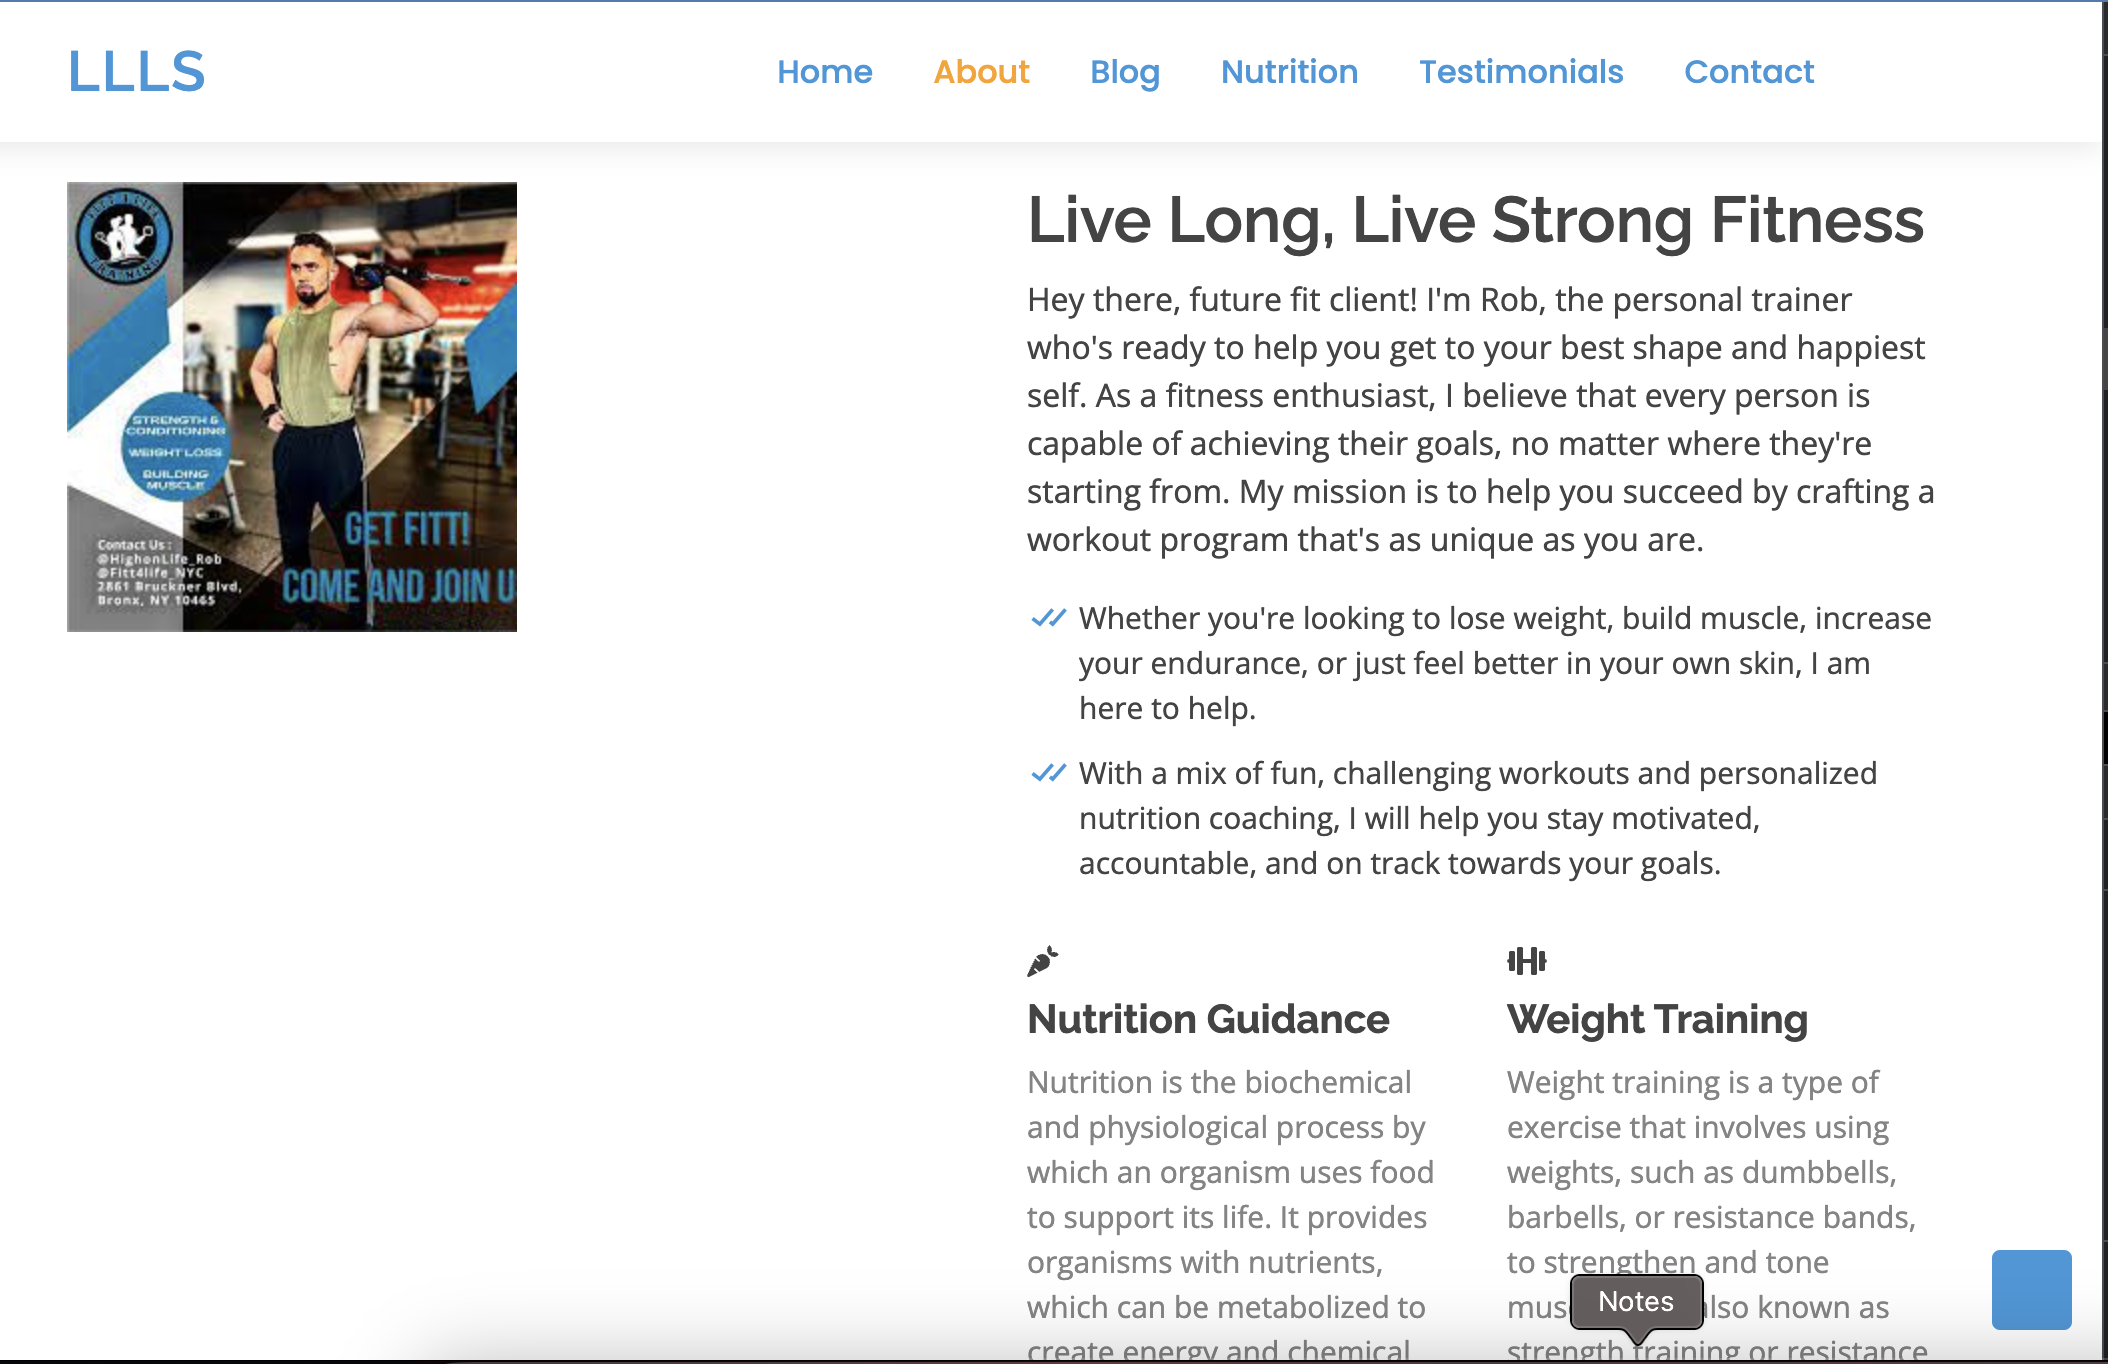 LLLS
Home About Blog Nutrition Testimonials Contact
FITT 4 LIFE
TRAINING
STRENGTH &
CONDITIONING
WEIGHT LOSS
BUILDING
MUSCLE
GET FITT!
COME AND JOIN U
Contact Us :
@HighonLife_Rob
@Fitt4life_NYC
2861 Bruckner Blvd,
Bronx, NY 10465
Live Long, Live Strong Fitness
Hey there, future fit client! I'm Rob, the personal trainer
who's ready to help you get to your best shape and happiest
self. As a fitness enthusiast, I believe that every person is
capable of achieving their goals, no matter where they're
starting from. My mission is to help you succeed by crafting a
workout program that's as unique as you are.
Whether you're looking to lose weight, build muscle, increase
your endurance, or just feel better in your own skin, I am
here to help.
With a mix of fun, challenging workouts and personalized
nutrition coaching, I will help you stay motivated,
accountable, and on track towards your goals.
Nutrition Guidance
Nutrition is the biochemical
and physiological process by
which an organism uses food
to support its life. It provides
organisms with nutrients,
which can be metabolized to
create energy and chemical
Weight Training
Weight training is a type of
exercise that involves using
weights, such as dumbbells,
barbells, or resistance bands,
to strengthen and tone
mus lso known as
strength training or resistance
Notes